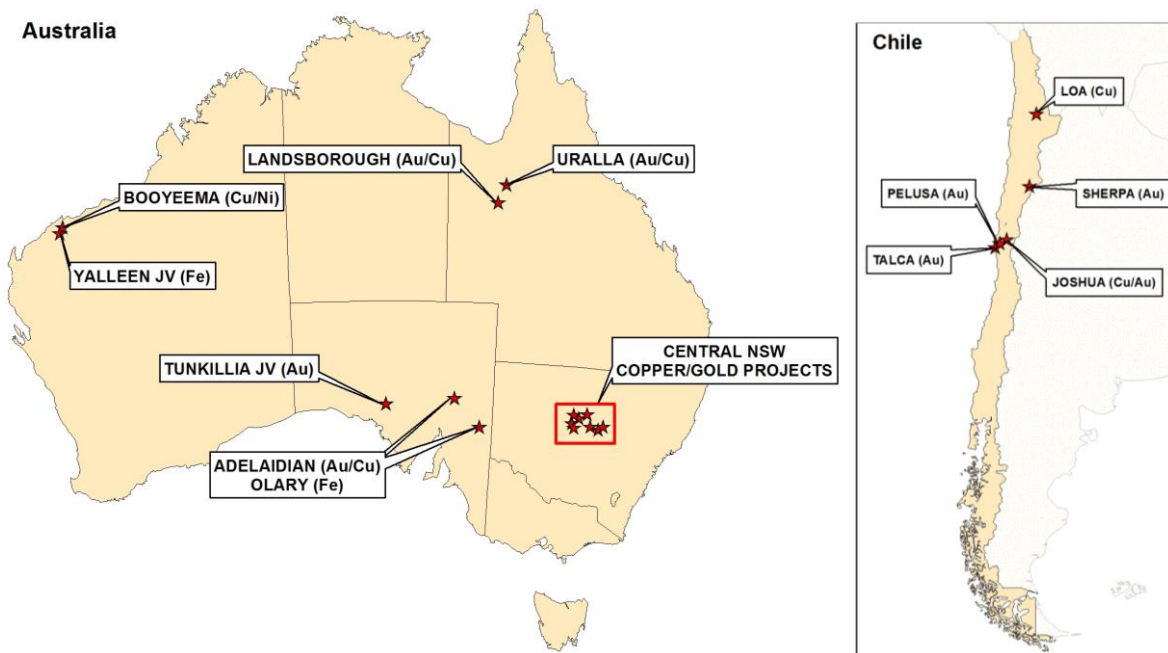 Australia
LANDSBOROUGH (Au/Cu)
URALLA (Au/Cu)
BOOYEEMA (Cu/Ni)
YALLEEN JV (Fe)
TUNKILLIA JV (Au)
CENTRAL NSW
COPPER/GOLD PROJECTS
ADELAIDIAN (Au/Cu)
OLARY (Fe)
Chile
LOA (Cu)
PELUSA (Au)
SHERPA (Au)
TALCA (Au)
JOSHUA (Cu/Au)